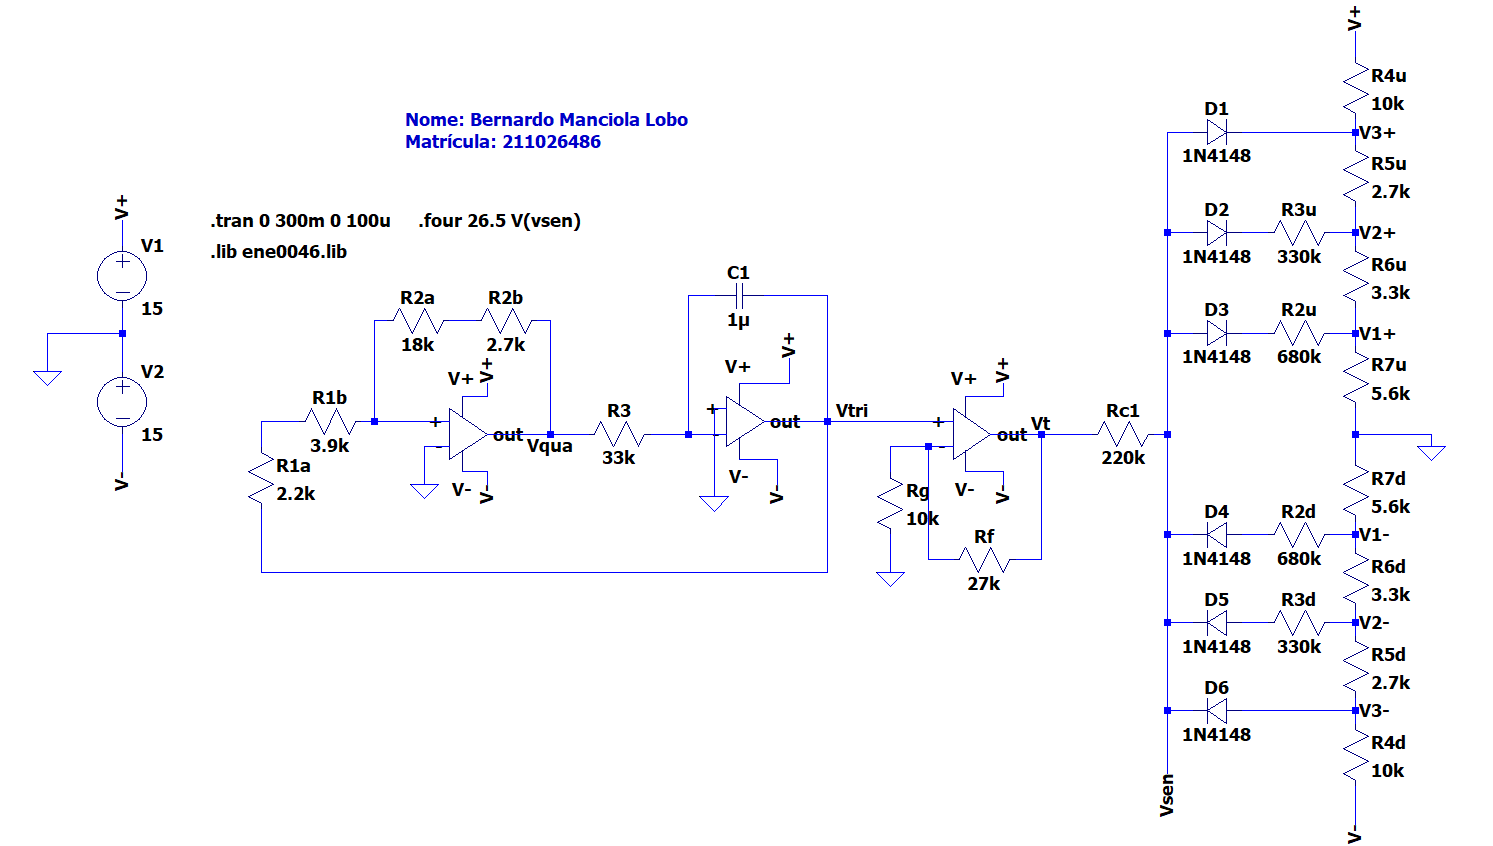 Nome: Bernardo Manciola Lobo
Matrícula: 211026486
.tran 0 300m 0 100u
.four 26.5 V(vsen)
.lib ene0046.lib
V+
V1
15
V2
15
V-
R1a
2.2k
R1b
3.9k
R2a
18k
R2b
2.7k
V+
V+
+
-
out
V-
V-
Vqua
R3
33k
C1
1µ
V+
V+
+
-
out
V-
V-
Vtri
V+
V+
+
-
out
V-
V-
Vt
Rg
10k
Rf
27k
Rc1
220k
D1
1N4148
D2
1N4148
R3u
330k
D3
1N4148
R2u
680k
D4
1N4148
R2d
680k
D5
1N4148
R3d
330k
D6
1N4148
Vsen
V+
R4u
10k
V3+
R5u
2.7k
V2+
R6u
3.3k
V1+
R7u
5.6k
R7d
5.6k
V1-
R6d
3.3k
V2-
R5d
2.7k
V3-
R4d
10k
V-